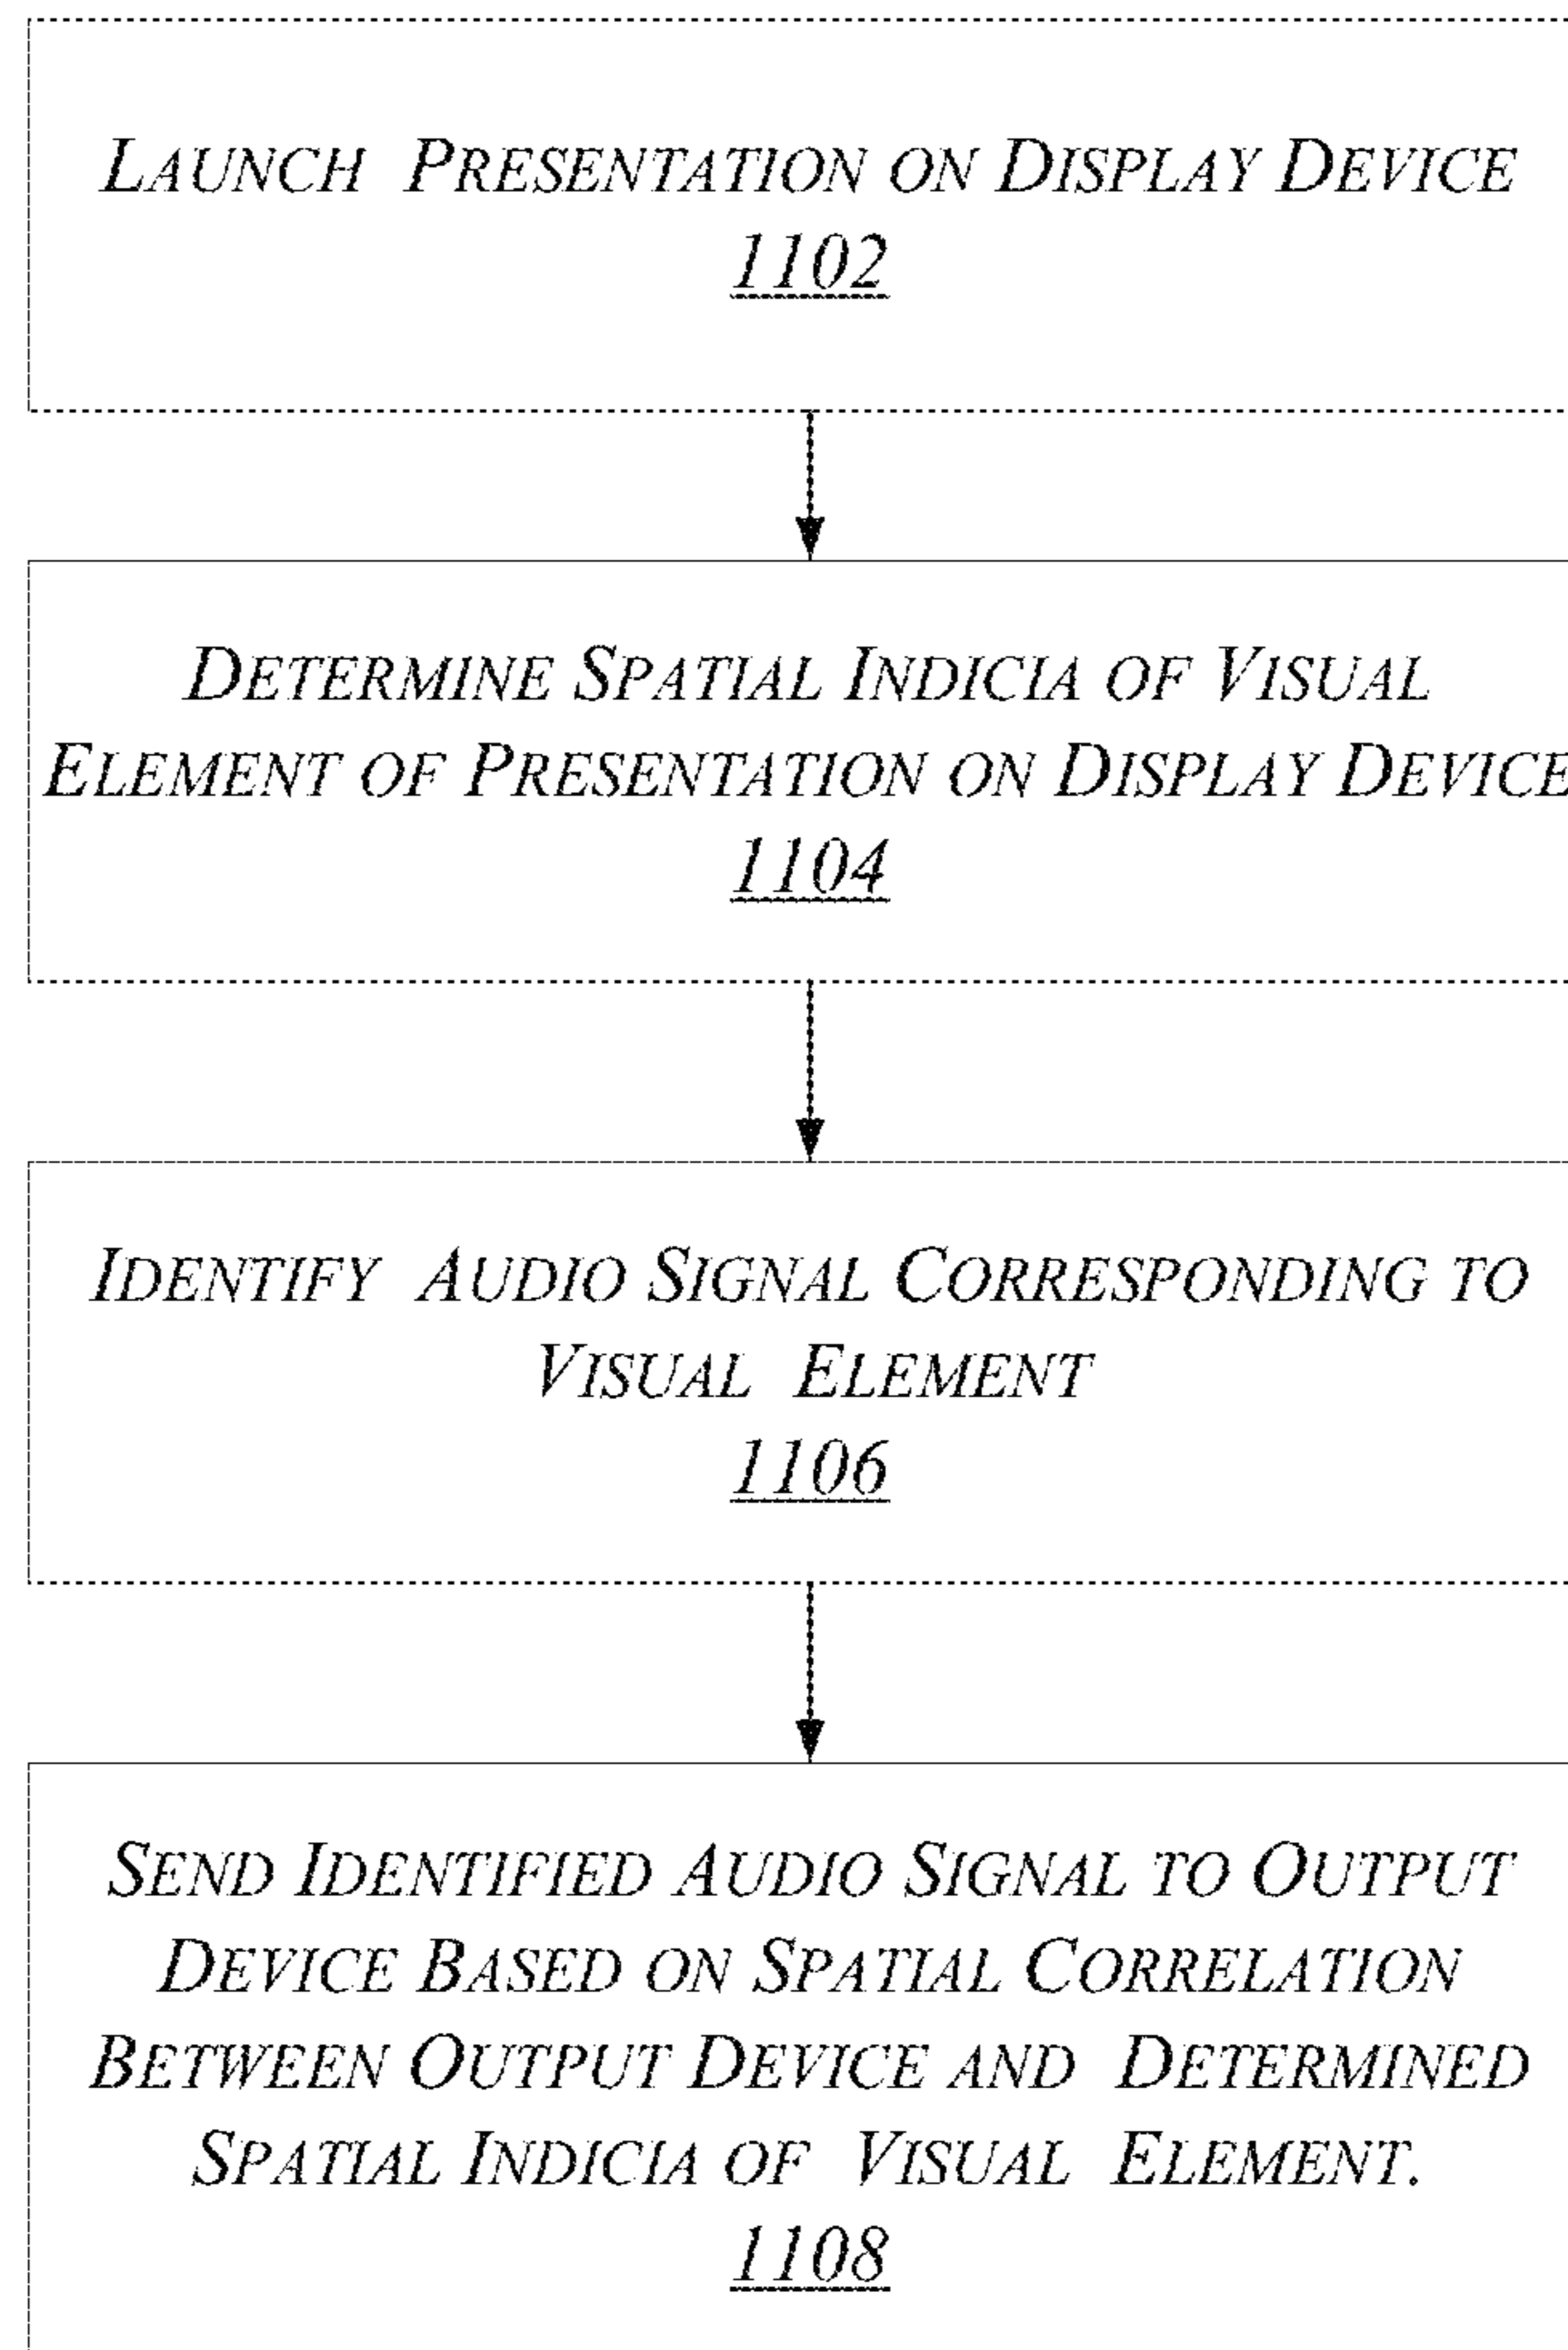 LAUNCH PRESENTATION ON DISPLAY DEVICE
1102
DETERMINE SPATIAL INDICIA OF VISUAL
ELEMENT OF PRESENTATION ON DISPLAY DEVICE
1104
IDENTIFY AUDIO SIGNAL CORRESPONDING TO
VISUAL ELEMENT
1106
SEND IDENTIFIED AUDIO SIGNAL TO OUTPUT
DEVICE BASED ON SPATIAL CORRELATION
BETWEEN OUTPUT DEVICE AND DETERMINED
SPATIAL INDICIA OF VISUAL ELEMENT.
1108